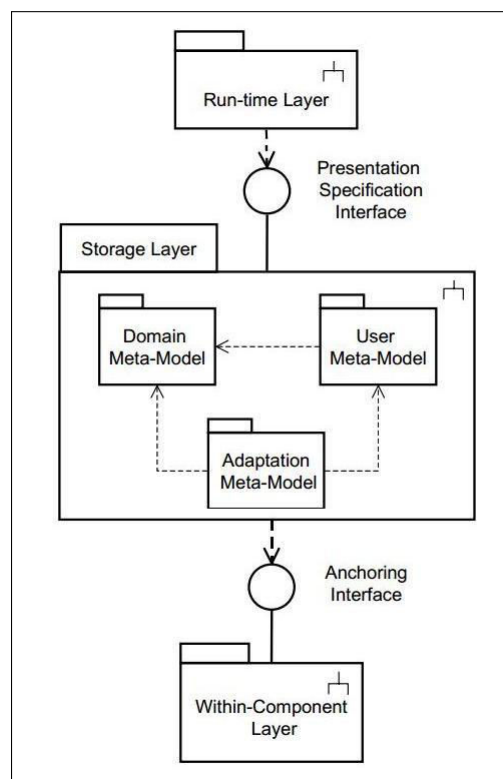 Run-time Layer
Presentation
Specification
Interface
Storage Layer
Domain
Meta-Model
User
Meta-Model
Adaptation
Meta-Model
Anchoring
Interface
Within-Component
Layer